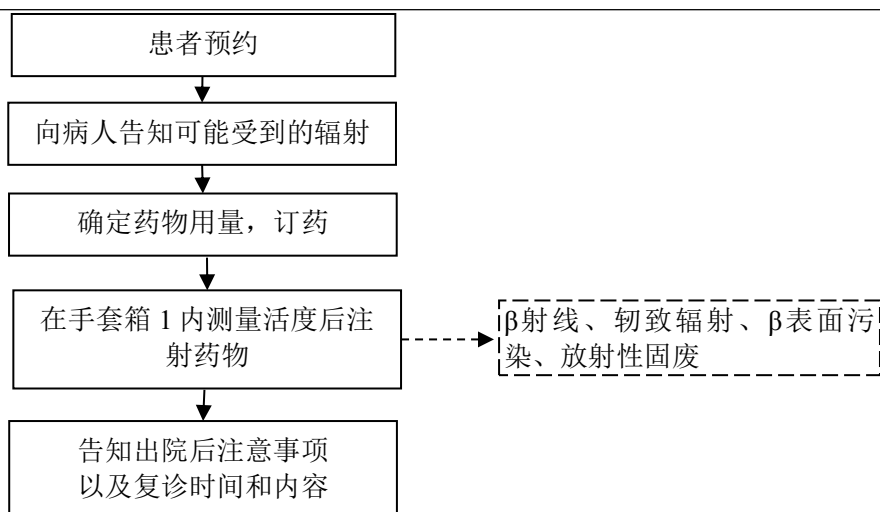 患者预约
向病人告知可能受到的辐射
确定药物用量，订药
在手套箱 1 内测量活度后注
射药物
β射线、轫致辐射、β表面污
染、放射性固废
告知出院后注意事项
以及复诊时间和内容